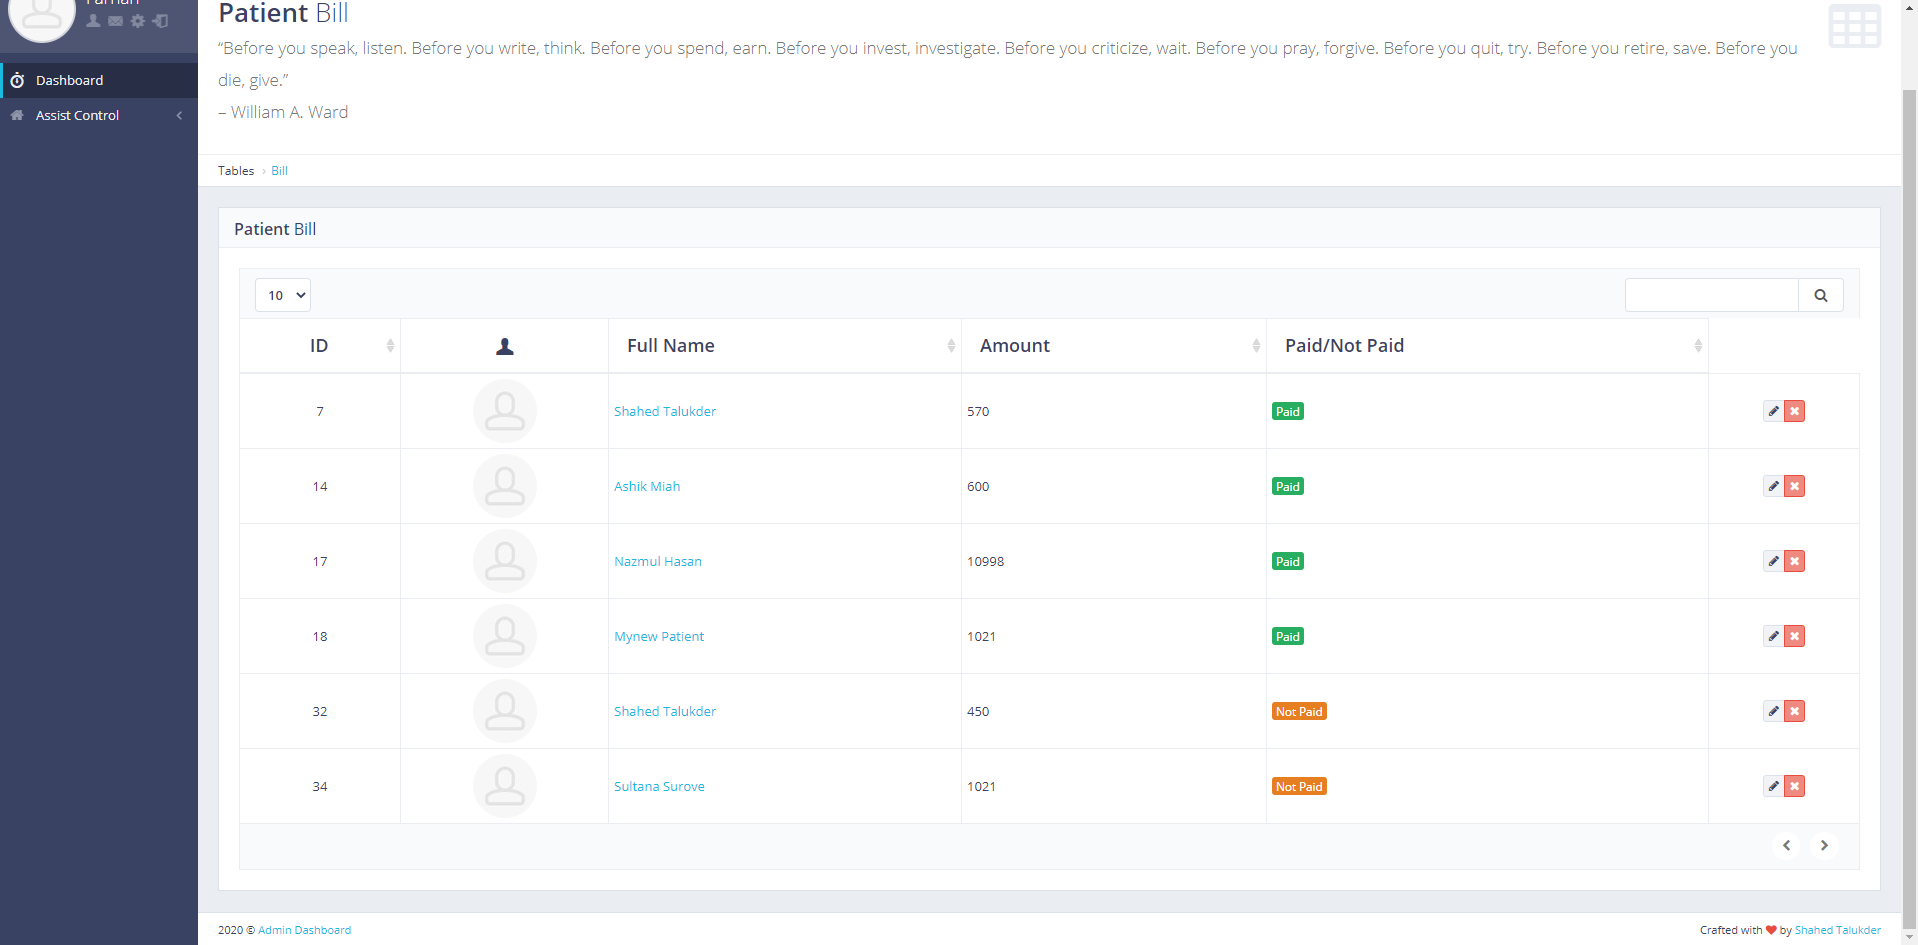 Patient Bill
“Before you speak, listen. Before you write, think. Before you spend, earn. Before you invest, investigate. Before you criticize, wait. Before you pray, forgive. Before you quit, try. Before you retire, save. Before you
die, give.”
– William A. Ward
Dashboard
Assist Control
Tables › Bill
Patient Bill
10
ID Full Name Amount Paid/Not Paid
7 Shahed Talukder 570 Paid
14 Ashik Miah 600 Paid
17 Nazmul Hasan 10998 Paid
18 Mynew Patient 1021 Paid
32 Shahed Talukder 450 Not Paid
34 Sultana Surove 1021 Not Paid
2020 © Admin Dashboard
Crafted with ❤ by Shahed Talukder